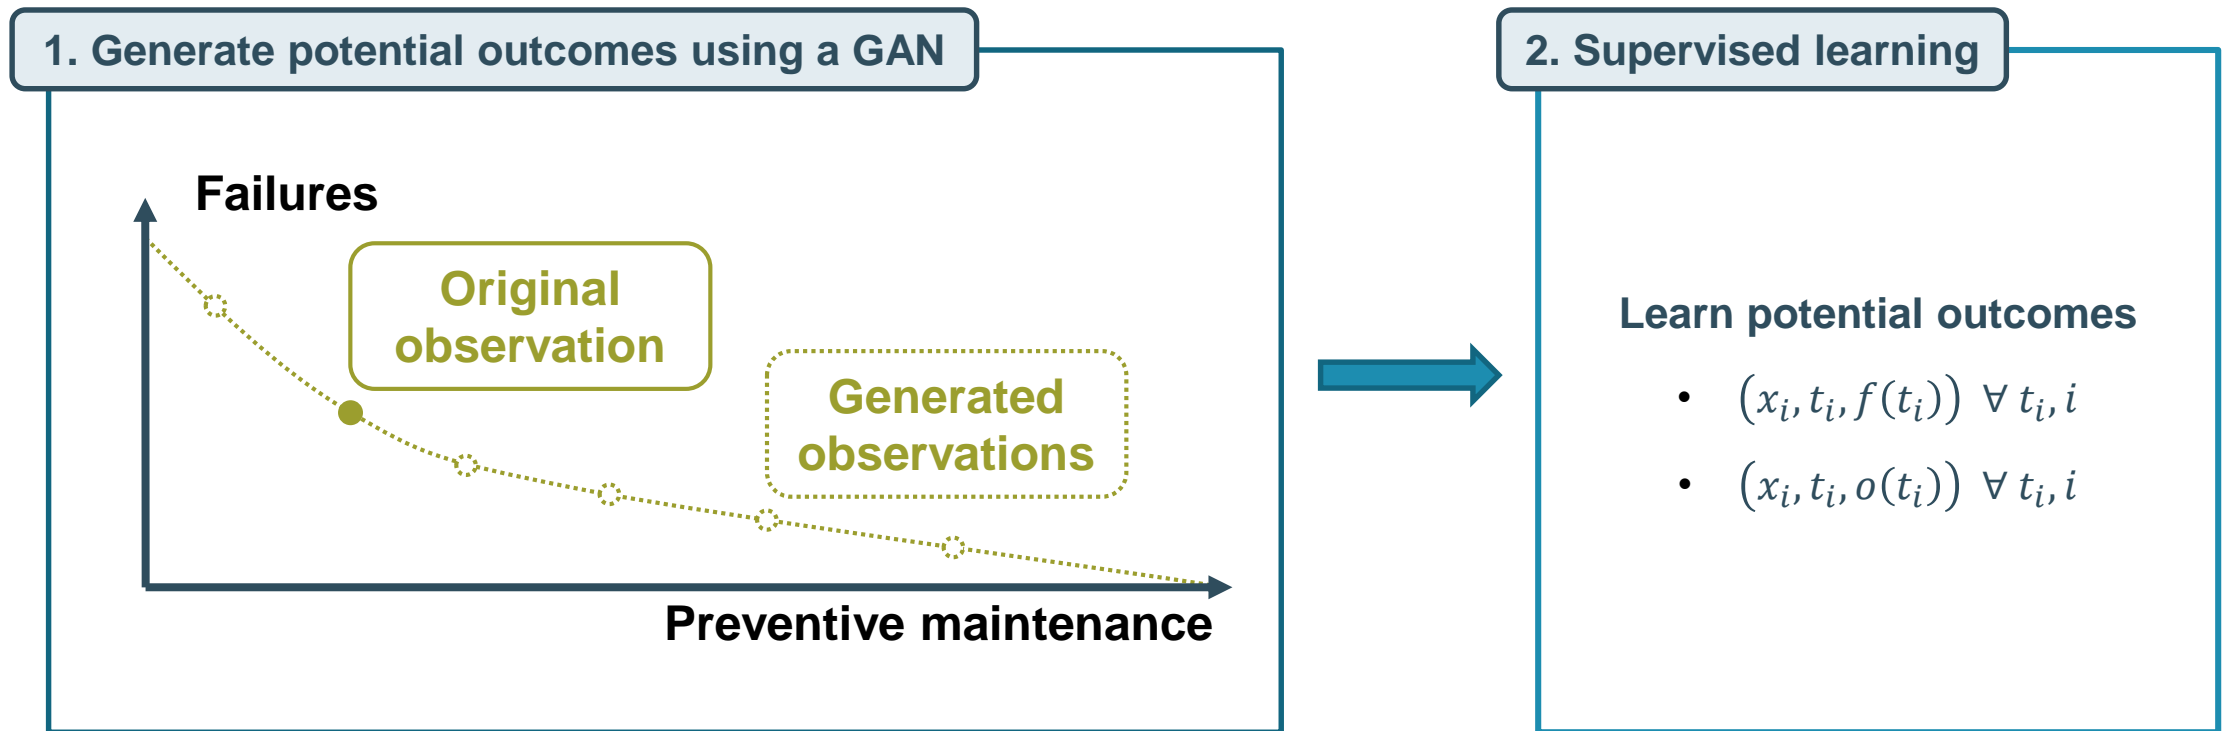 1. Generate potential outcomes using a GAN
Failures
Original
observation
Generated
observations
Preventive maintenance
2. Supervised learning
Learn potential outcomes
• (xᵢ, tᵢ, f(tᵢ)) ∀ tᵢ, i
• (xᵢ, tᵢ, o(tᵢ)) ∀ tᵢ, i